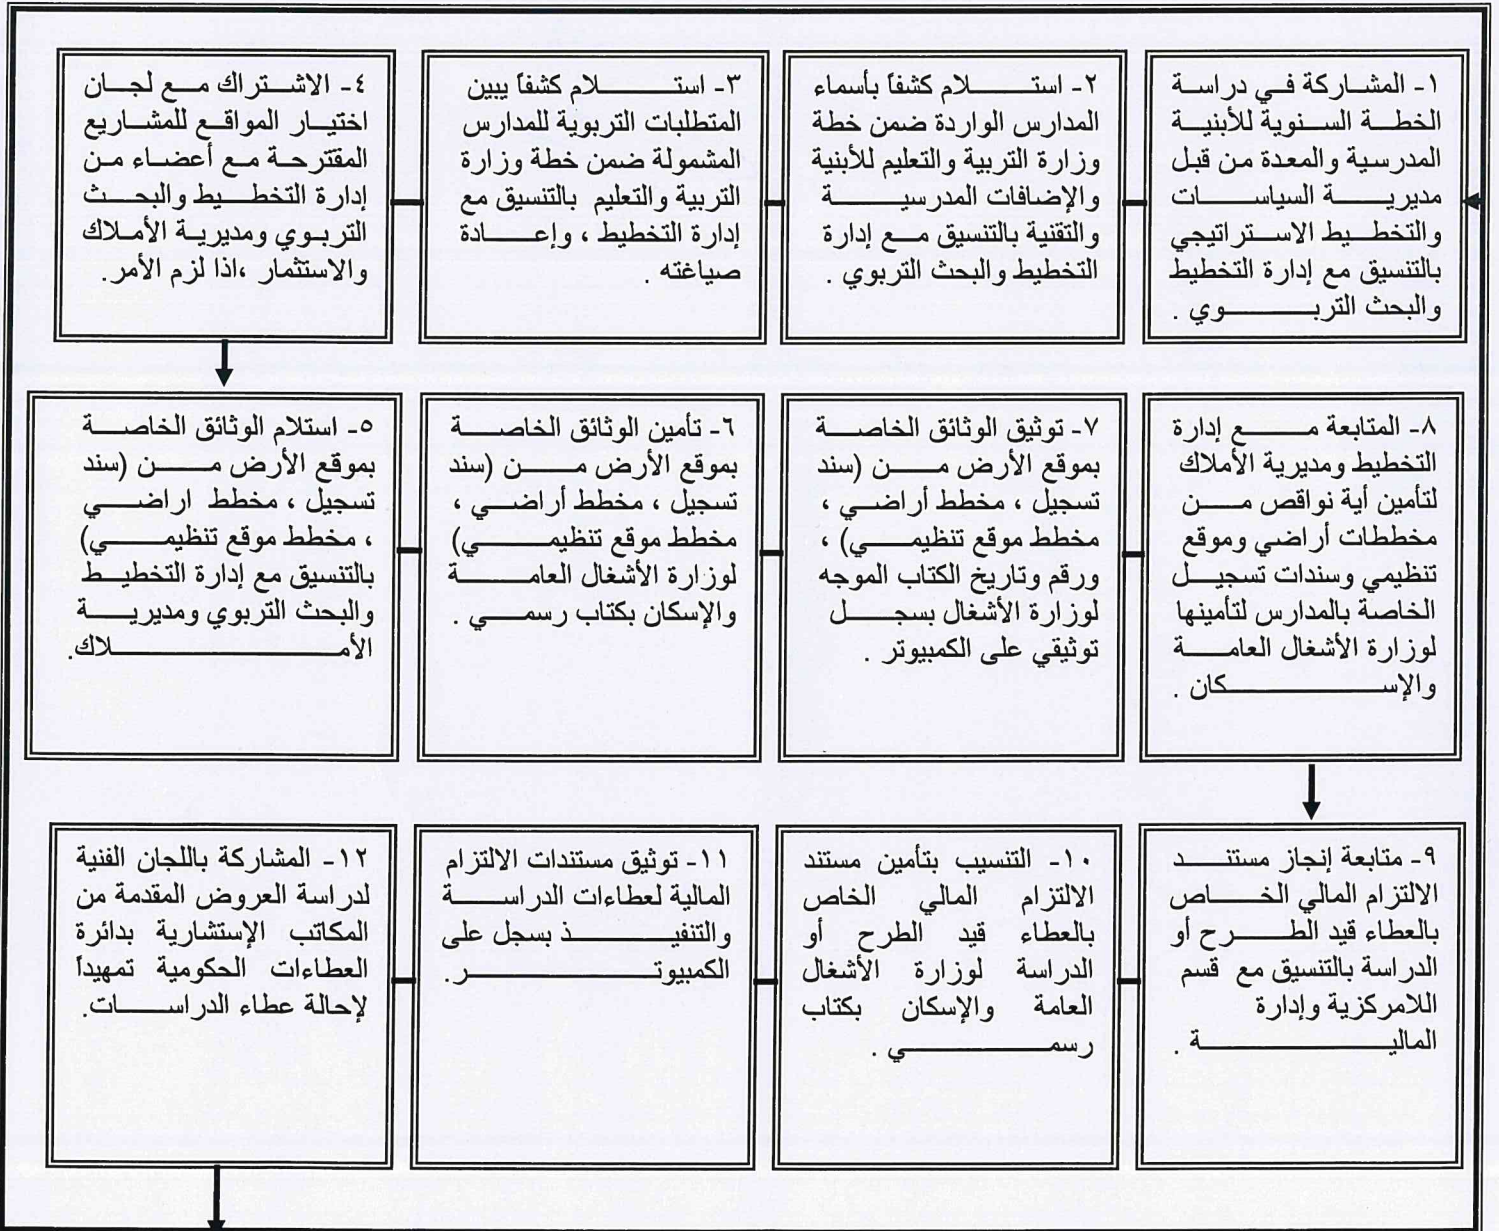 ١- المشاركة في دراسة
الخطة السنوية للأبنية
المدرسية والمعدة من قبل
مديرية السياسات
والتخطيط الاستراتيجي
بالتنسيق مع إدارة التخطيط
والبحث التربوي .
٢- استلام كشفاً بأسماء
المدارس الواردة ضمن خطة
وزارة التربية والتعليم للأبنية
والإضافات المدرسية
والتقنية بالتنسيق مع إدارة
التخطيط والبحث التربوي .
٣- استلام كشفاً يبين
المتطلبات التربوية للمدارس
المشمولة ضمن خطة وزارة
التربية والتعليم بالتنسيق مع
إدارة التخطيط ، وإعادة
صياغته .
٤- الاشتراك مع لجان
اختيار المواقع للمشاريع
المقترحة مع أعضاء من
إدارة التخطيط والبحث
التربوي ومديرية الأملاك
والاستثمار ،اذا لزم الأمر.
٥- استلام الوثائق الخاصة
بموقع الأرض من (سند
تسجيل ، مخطط اراضي
، مخطط موقع تنظيمي)
بالتنسيق مع إدارة التخطيط
والبحث التربوي ومديرية
الأملاك.
٦- تأمين الوثائق الخاصة
بموقع الأرض من (سند
تسجيل ، مخطط أراضي ،
مخطط موقع تنظيمي)
لوزارة الأشغال العامة
والإسكان بكتاب رسمي .
٧- توثيق الوثائق الخاصة
بموقع الأرض من (سند
تسجيل ، مخطط أراضي ،
مخطط موقع تنظيمي) ،
ورقم وتاريخ الكتاب الموجه
لوزارة الأشغال بسجل
توثيقي على الكمبيوتر .
٨- المتابعة مع إدارة
التخطيط ومديرية الأملاك
لتأمين أية نواقص من
مخططات أراضي وموقع
تنظيمي وسندات تسجيل
الخاصة بالمدارس لتأمينها
لوزارة الأشغال العامة
والإسكان .
٩- متابعة إنجاز مستند
الالتزام المالي الخاص
بالعطاء قيد الطرح أو
الدراسة بالتنسيق مع قسم
اللامركزية وإدارة
المالية .
١٠- التنسيب بتأمين مستند
الالتزام المالي الخاص
بالعطاء قيد الطرح أو
الدراسة لوزارة الأشغال
العامة والإسكان بكتاب
رسمي .
١١- توثيق مستندات الالتزام
المالية لعطاءات الدراسة
والتنفيذ بسجل على
الكمبيوتر.
١٢- المشاركة باللجان الفنية
لدراسة العروض المقدمة من
المكاتب الإستشارية بدائرة
العطاءات الحكومية تمهيداً
لإحالة عطاء الدراسات.